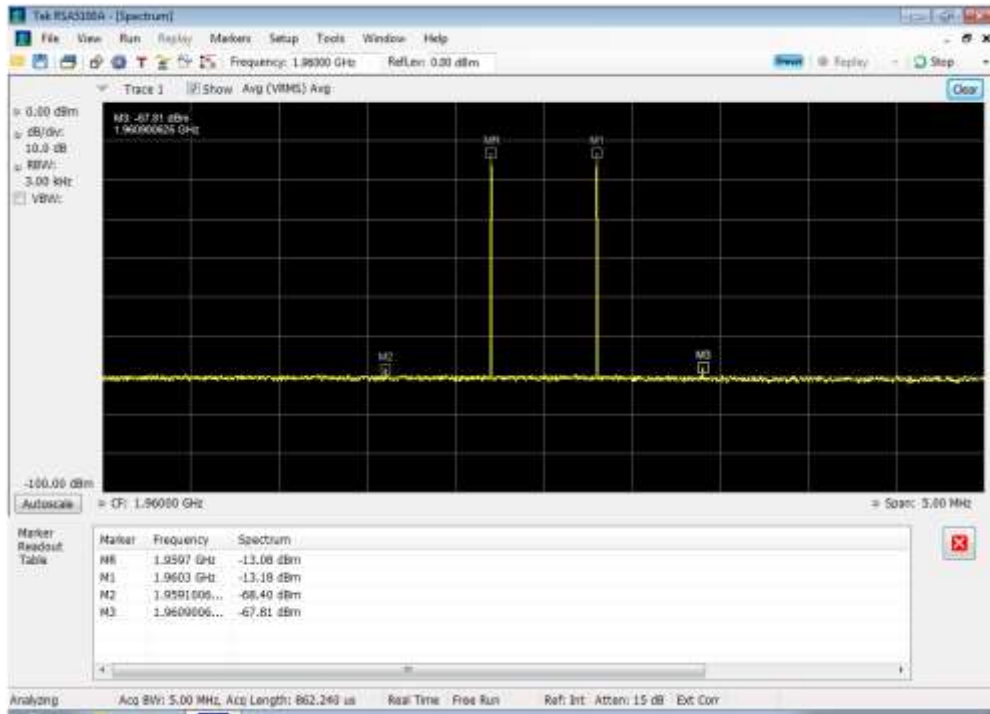 Tek RSA5100A - [Spectrum]
File View Run Replay Markers Setup Tools Window Help
Frequency: 1.96000 GHz RefLev: 0.00 dBm Preset Replay Stop
Trace 1 Show Avg (VRMS) Avg Clear
0.00 dBm
dB/div:
10.0 dB
RBW:
3.00 kHz
VBW:
M3: -67.81 dBm
1.960900626 GHz
MR
M1
M2
M3
-100.00 dBm
Autoscale CF: 1.96000 GHz Span: 5.00 MHz
Marker
Readout
Table
Marker Frequency Spectrum
MR 1.9597 GHz -13.08 dBm
M1 1.9603 GHz -13.18 dBm
M2 1.9591006... -68.40 dBm
M3 1.9609006... -67.81 dBm
Analyzing Acq BW: 5.00 MHz, Acq Length: 862.240 us Real Time Free Run Ref: Int Atten: 15 dB Ext Corr